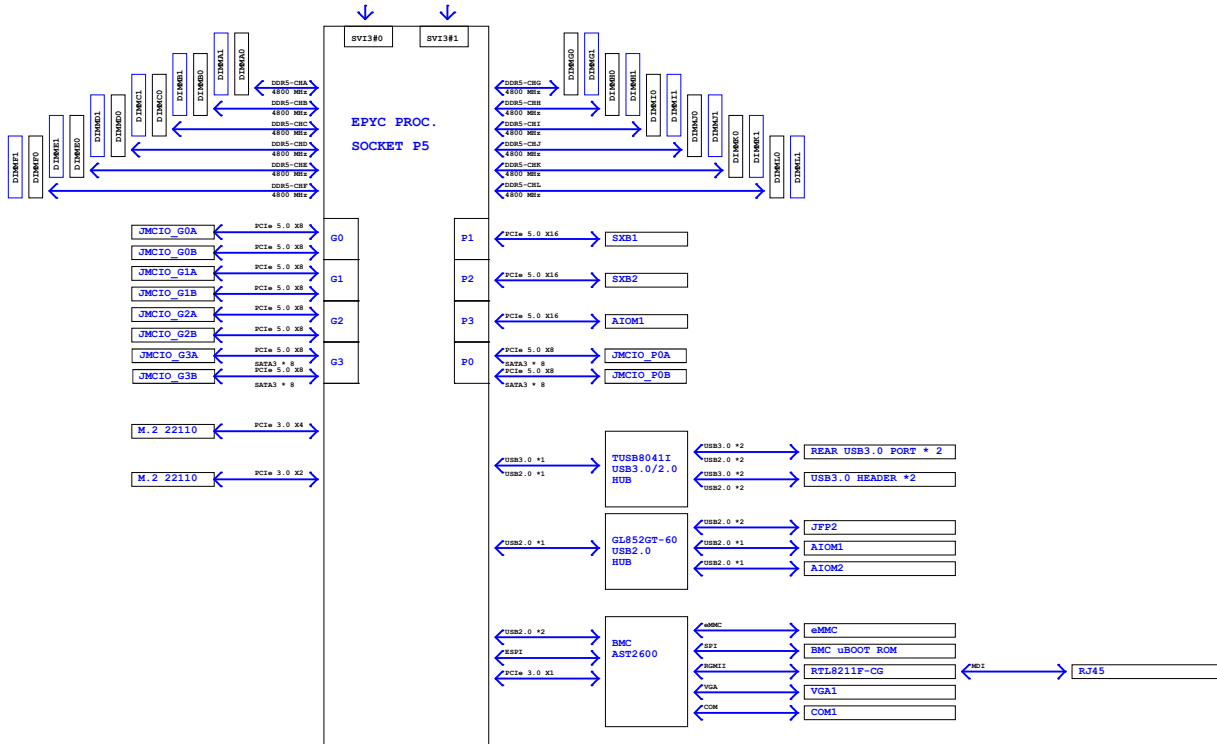 SVI3#0
SVI3#1
DIMMF1
DIMMF0
DIMME1
DIMME0
DIMMD1
DIMMD0
DIMMC1
DIMMC0
DIMMB1
DIMMB0
DIMMA1
DIMMA0
DDR5-CHA
4800 MHz
DDR5-CHB
4800 MHz
DDR5-CHC
4800 MHz
DDR5-CHD
4800 MHz
DDR5-CHE
4800 MHz
DDR5-CHF
4800 MHz
EPYC PROC.
SOCKET P5
DDR5-CHG
4800 MHz
DDR5-CHH
4800 MHz
DDR5-CHI
4800 MHz
DDR5-CHJ
4800 MHz
DDR5-CHK
4800 MHz
DDR5-CHL
4800 MHz
DIMMG0
DIMMG1
DIMMH0
DIMMH1
DIMMI0
DIMMI1
DIMMJ0
DIMMJ1
DIMMK0
DIMMK1
DIMML0
DIMML1
JMCIO_G0A
PCIe 5.0 X8
JMCIO_G0B
PCIe 5.0 X8
G0
JMCIO_G1A
PCIe 5.0 X8
JMCIO_G1B
PCIe 5.0 X8
G1
JMCIO_G2A
PCIe 5.0 X8
JMCIO_G2B
PCIe 5.0 X8
G2
JMCIO_G3A
PCIe 5.0 X8
SATA3 * 8
JMCIO_G3B
PCIe 5.0 X8
SATA3 * 8
G3
P1
PCIe 5.0 X16
SXB1
P2
PCIe 5.0 X16
SXB2
P3
PCIe 5.0 X16
AIOM1
P0
PCIe 5.0 X8
SATA3 * 8
JMCIO_P0A
PCIe 5.0 X8
SATA3 * 8
JMCIO_P0B
M.2 22110
PCIe 3.0 X4
M.2 22110
PCIe 3.0 X2
USB3.0 *1
USB2.0 *1
TUSB8041I
USB3.0/2.0
HUB
USB3.0 *2
USB2.0 *2
REAR USB3.0 PORT * 2
USB3.0 *2
USB2.0 *2
USB3.0 HEADER *2
USB2.0 *1
GL852GT-60
USB2.0
HUB
USB2.0 *2
JFP2
USB2.0 *1
AIOM1
USB2.0 *1
AIOM2
USB2.0 *2
ESPI
PCIe 3.0 X1
BMC
AST2600
eMMC
eMMC
SPI
BMC uBOOT ROM
RGMII
RTL8211F-CG
MDI
RJ45
VGA
VGA1
COM
COM1